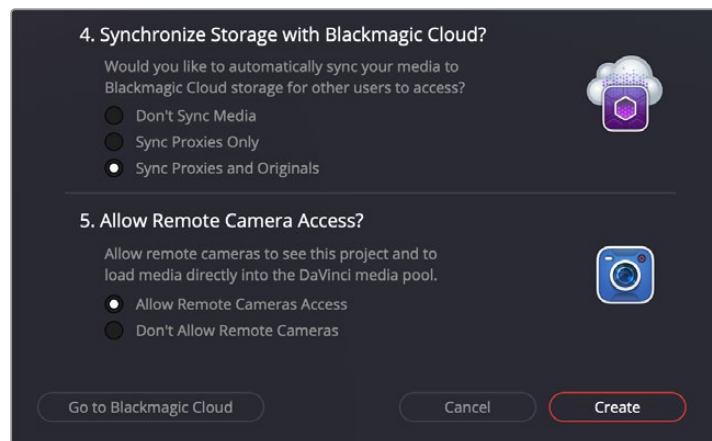 4. Synchronize Storage with Blackmagic Cloud?
Would you like to automatically sync your media to
Blackmagic Cloud storage for other users to access?
Don't Sync Media
Sync Proxies Only
Sync Proxies and Originals
5. Allow Remote Camera Access?
Allow remote cameras to see this project and to
load media directly into the DaVinci media pool.
Allow Remote Cameras Access
Don't Allow Remote Cameras
Go to Blackmagic Cloud Cancel Create